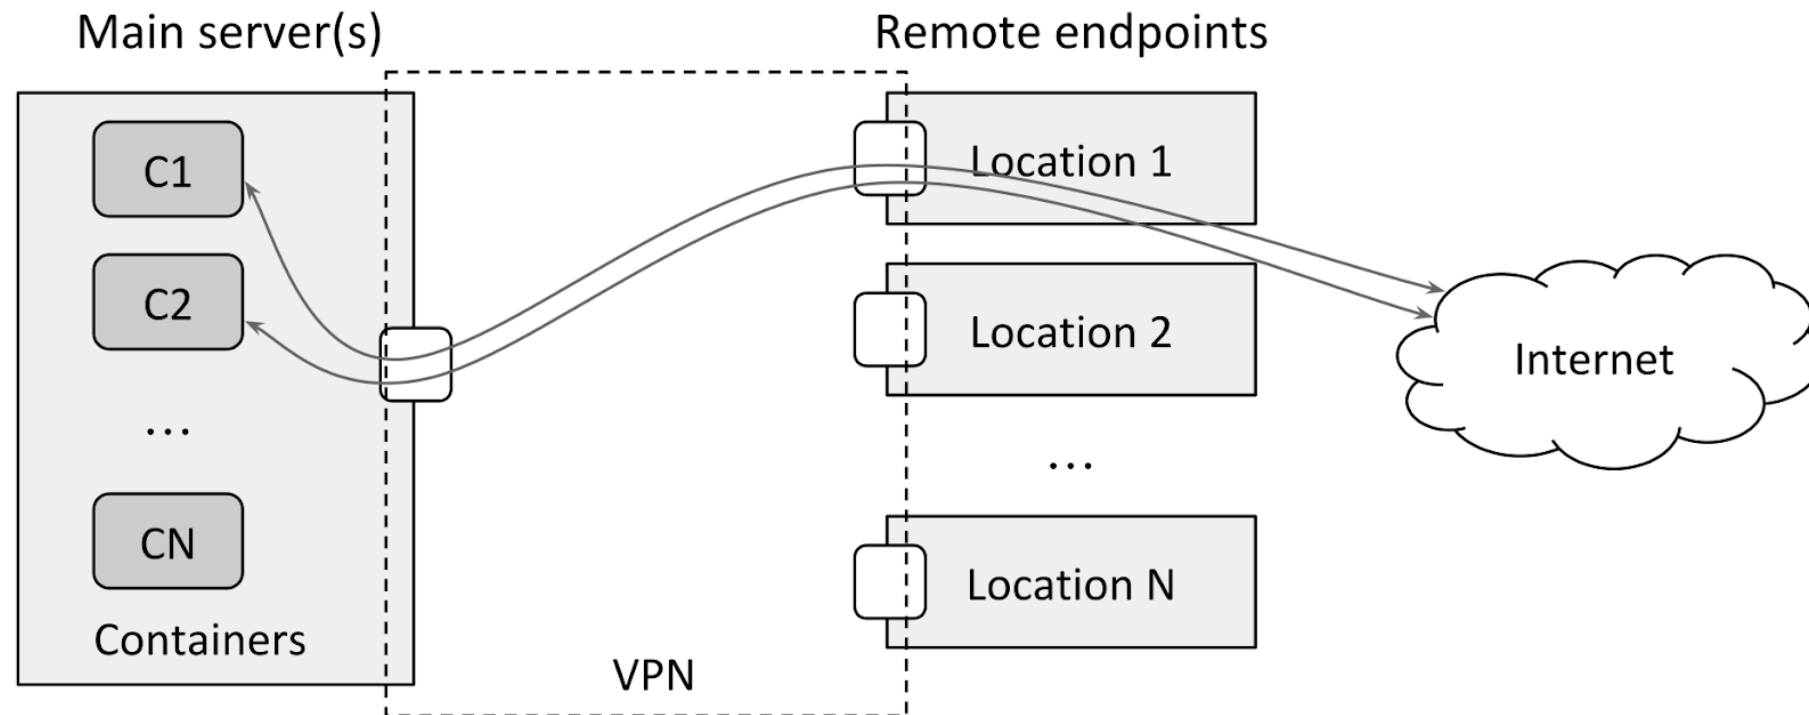 Main server(s)
Remote endpoints
C1
C2
...
CN
Containers
VPN
Location 1
Location 2
...
Location N
Internet